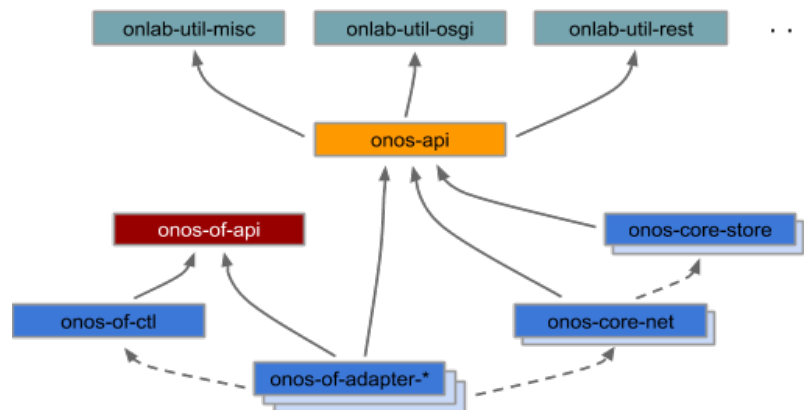 onlab-util-misc
onlab-util-osgi
onlab-util-rest
. .
onos-api
onos-of-api
onos-core-store
onos-of-ctl
onos-core-net
onos-of-adapter-*